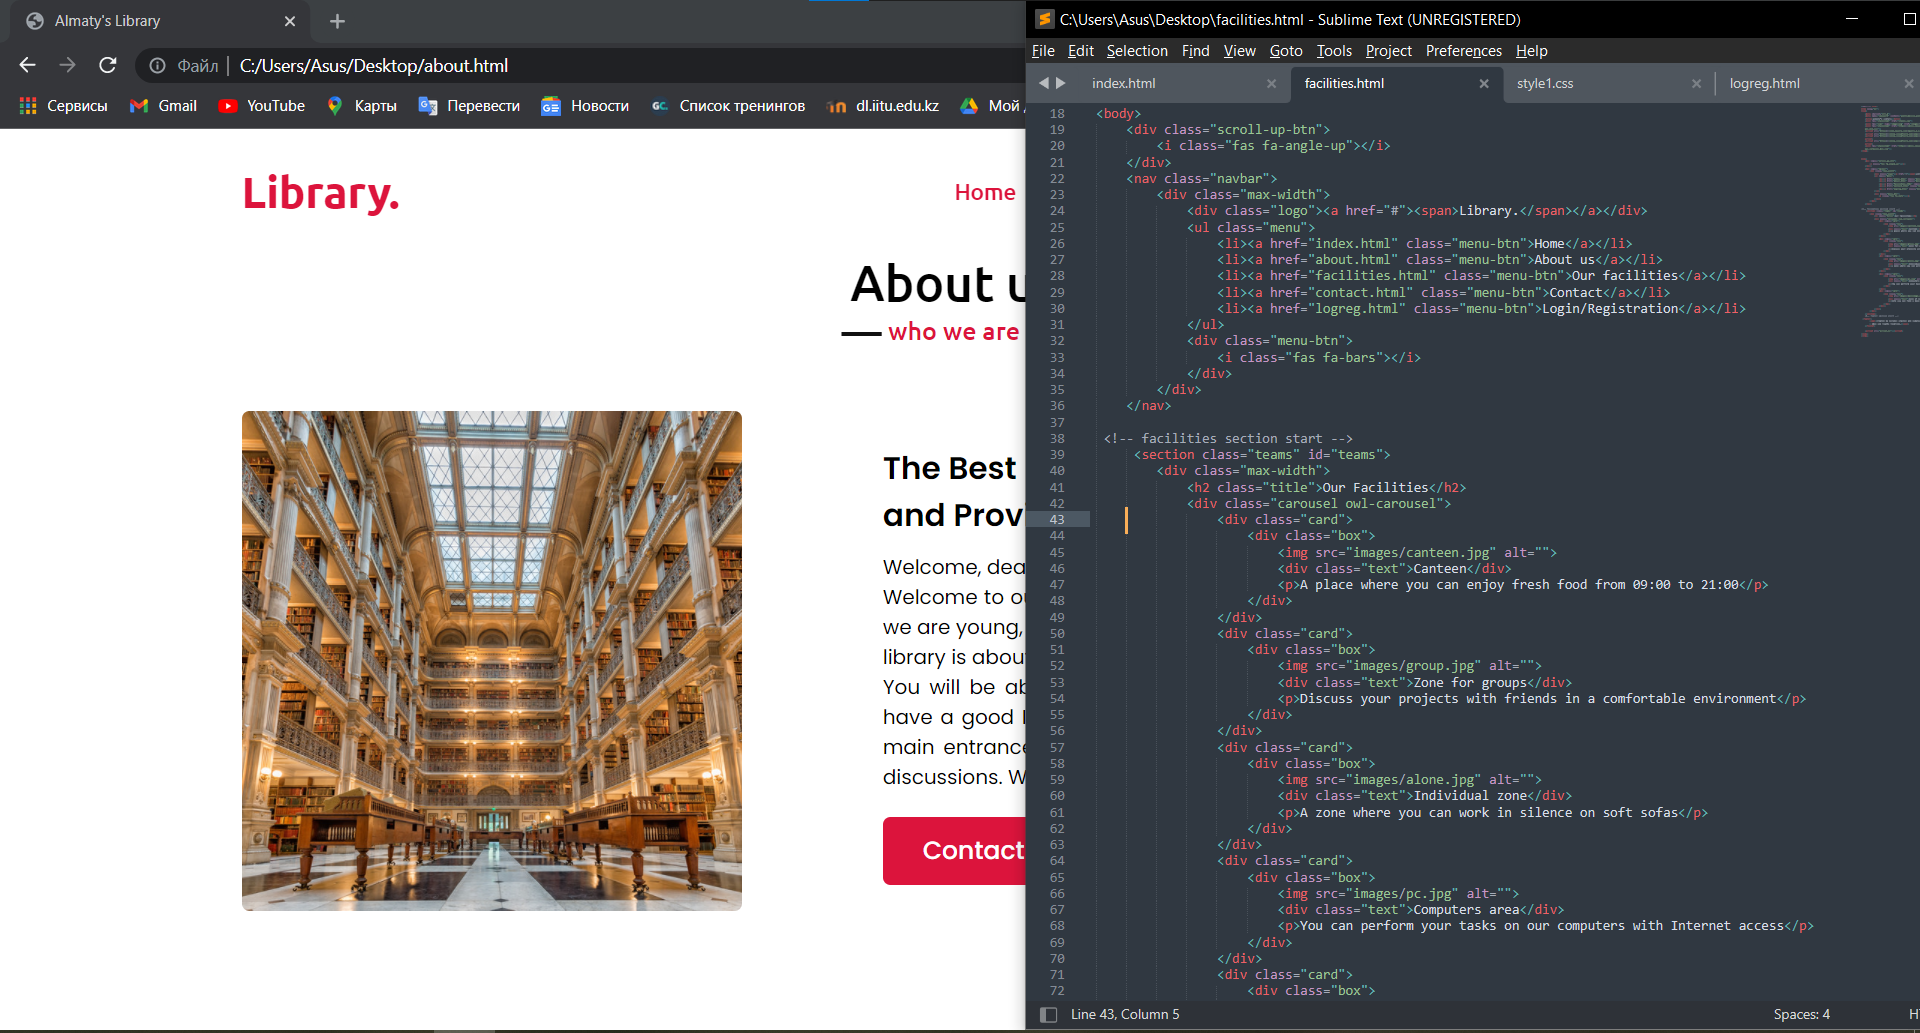 Almaty's Library
Файл | C:/Users/Asus/Desktop/about.html
Сервисы Gmail YouTube Карты Перевести Новости Список тренингов dl.iitu.edu.kz Мой
Library.
Home
About u
who we are
The Best
and Prov
Welcome, dea
Welcome to ou
we are young,
library is abou
You will be ab
have a good
main entrance
discussions. W
Contact
C:\Users\Asus\Desktop\facilities.html - Sublime Text (UNREGISTERED)
File Edit Selection Find View Goto Tools Project Preferences Help
index.html facilities.html style1.css logreg.html
18 <body>
19 <div class="scroll-up-btn">
20 <i class="fas fa-angle-up"></i>
21 </div>
22 <nav class="navbar">
23 <div class="max-width">
24 <div class="logo"><a href="#"><span>Library.</span></a></div>
25 <ul class="menu">
26 <li><a href="index.html" class="menu-btn">Home</a></li>
27 <li><a href="about.html" class="menu-btn">About us</a></li>
28 <li><a href="facilities.html" class="menu-btn">Our facilities</a></li>
29 <li><a href="contact.html" class="menu-btn">Contact</a></li>
30 <li><a href="logreg.html" class="menu-btn">Login/Registration</a></li>
31 </ul>
32 <div class="menu-btn">
33 <i class="fas fa-bars"></i>
34 </div>
35 </div>
36 </nav>
37
38 <!-- facilities section start -->
39 <section class="teams" id="teams">
40 <div class="max-width">
41 <h2 class="title">Our Facilities</h2>
42 <div class="carousel owl-carousel">
43 <div class="card">
44 <div class="box">
45 <img src="images/canteen.jpg" alt="">
46 <div class="text">Canteen</div>
47 <p>A place where you can enjoy fresh food from 09:00 to 21:00</p>
48 </div>
49 </div>
50 <div class="card">
51 <div class="box">
52 <img src="images/group.jpg" alt="">
53 <div class="text">Zone for groups</div>
54 <p>Discuss your projects with friends in a comfortable environment</p>
55 </div>
56 </div>
57 <div class="card">
58 <div class="box">
59 <img src="images/alone.jpg" alt="">
60 <div class="text">Individual zone</div>
61 <p>A zone where you can work in silence on soft sofas</p>
62 </div>
63 </div>
64 <div class="card">
65 <div class="box">
66 <img src="images/pc.jpg" alt="">
67 <div class="text">Computers area</div>
68 <p>You can perform your tasks on our computers with Internet access</p>
69 </div>
70 </div>
71 <div class="card">
72 <div class="box">
Line 43, Column 5 Spaces: 4 H